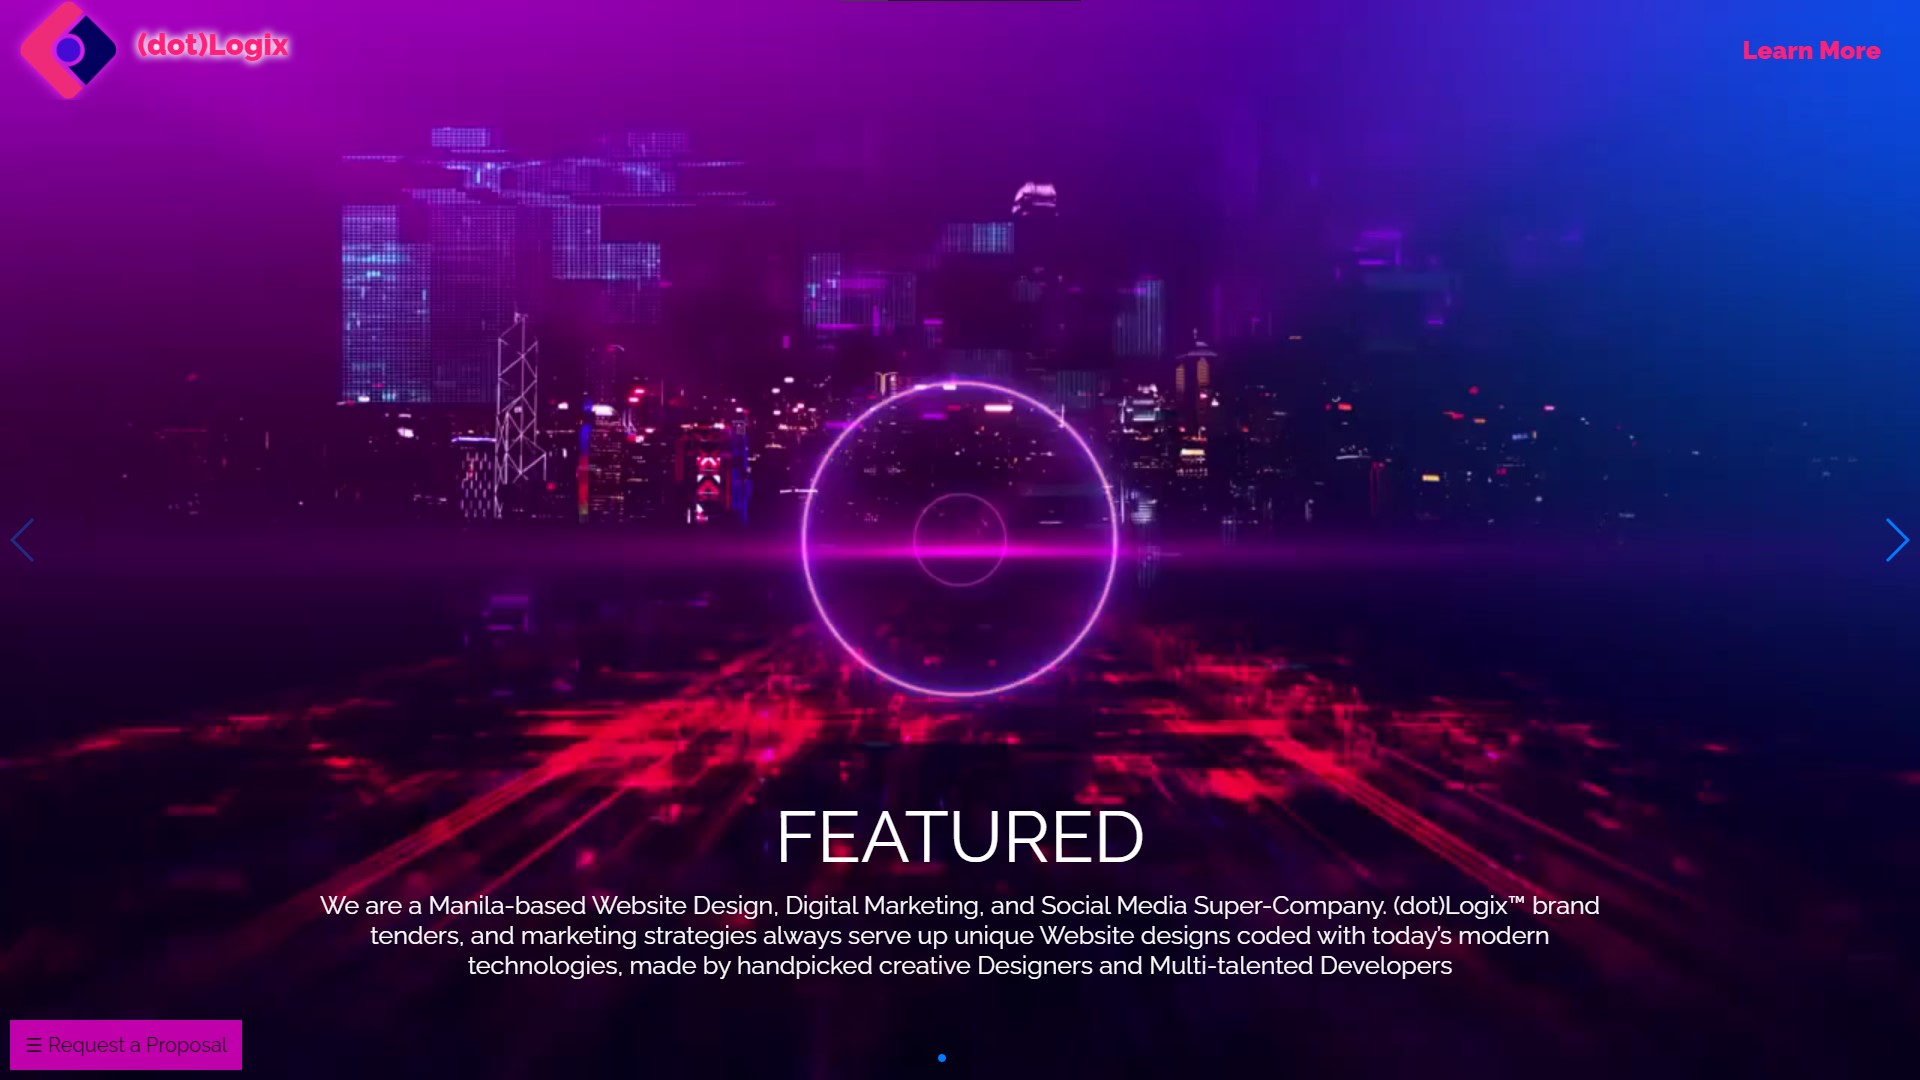 (dot)Logix
Learn More
FEATURED
We are a Manila-based Website Design, Digital Marketing, and Social Media Super-Company. (dot)Logix™ brand
tenders, and marketing strategies always serve up unique Website designs coded with today's modern
technologies, made by handpicked creative Designers and Multi-talented Developers
☰ Request a Proposal